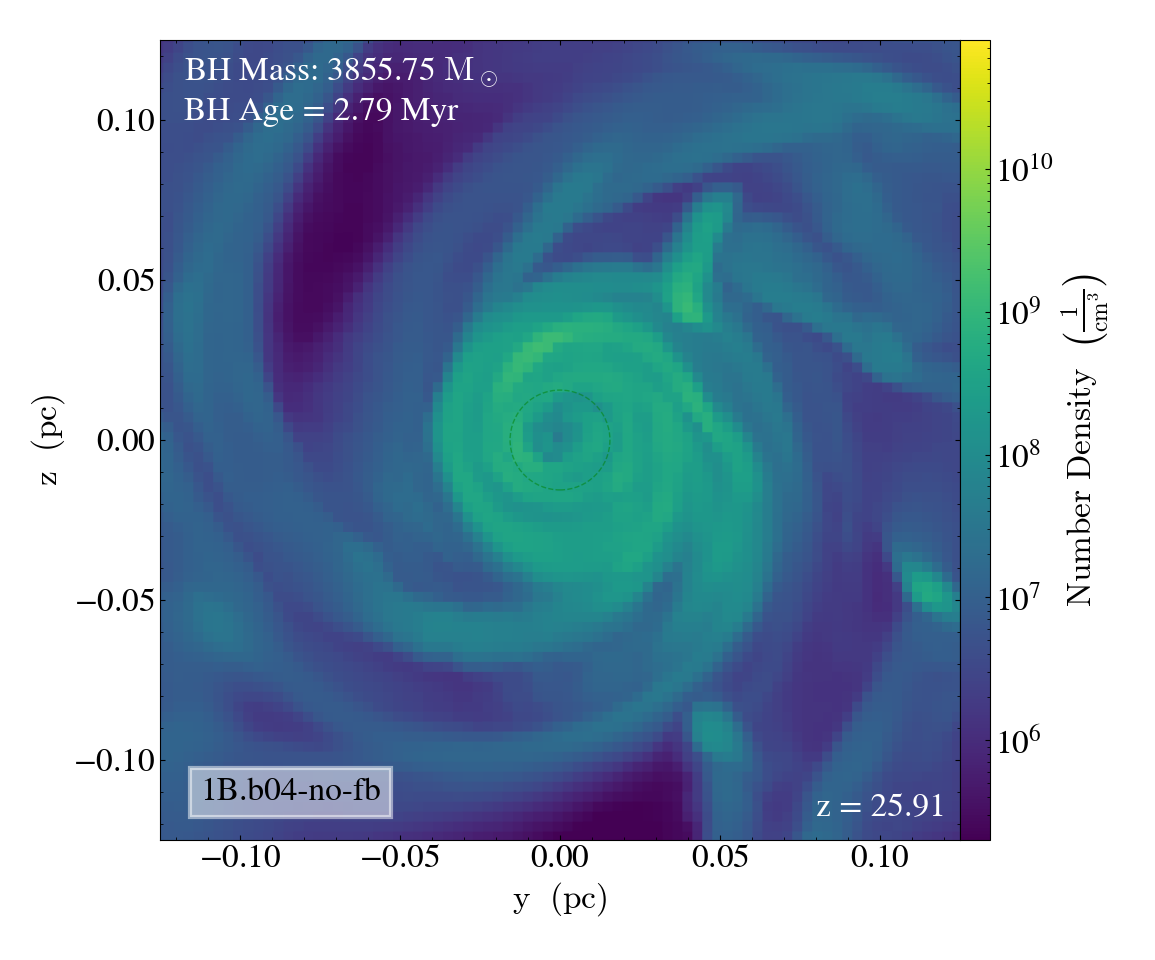 BH Mass: 3855.75 M⊙
BH Age = 2.79 Myr
0.10
0.05
0.00
−0.05
−0.10
z (pc)
1B.b04-no-fb
z = 25.91
−0.10 −0.05 0.00 0.05 0.10
y (pc)
10¹⁰
10⁹
10⁸
10⁷
10⁶
Number Density (1/cm³)